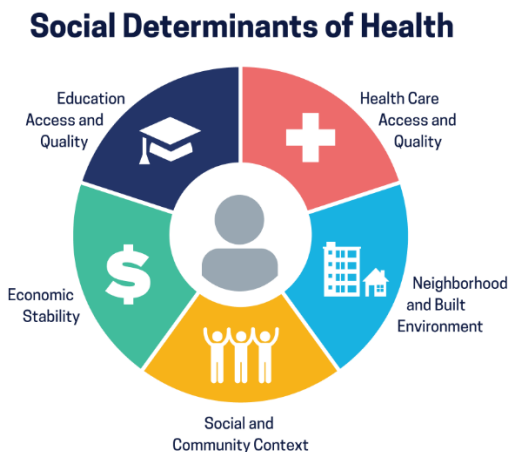 Social Determinants of Health
Education
Access and
Quality
Health Care
Access and
Quality
$
Economic
Stability
Neighborhood
and Built
Environment
Social and
Community Context